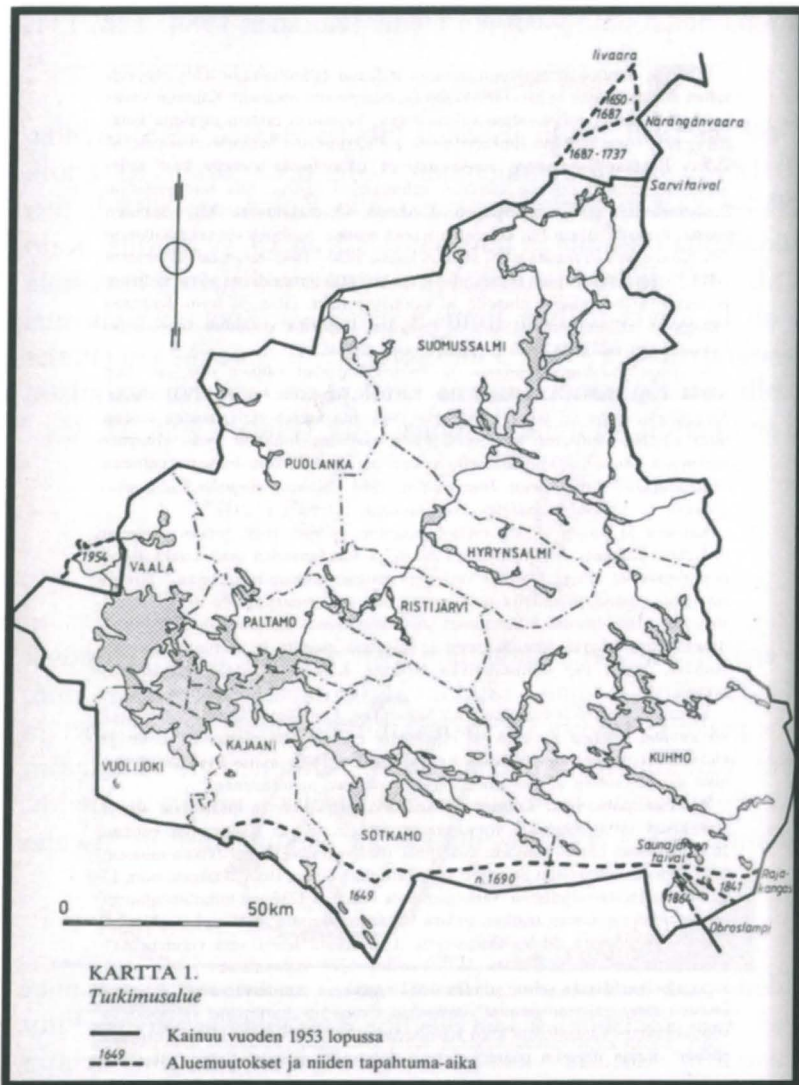 Iivaara
n.1650-
1687
Näränganvaara
1687-1737
Sarvitaival
SUOMUSSALMI
PUOLANKA
1954
VAALA
HYRYNSALMI
PALTAMO
RISTIJÄRVI
KAJAANI
KUHMO
VUOLIJOKI
SOTKAMO
Saunajärven
taival
1649
n.1690
1864
1841
Raja-
kangas
Obroslampi
0 50km
KARTTA 1.
Tutkimusalue
Kainuu vuoden 1953 lopussa
1649
Aluemuutokset ja niiden tapahtuma-aika